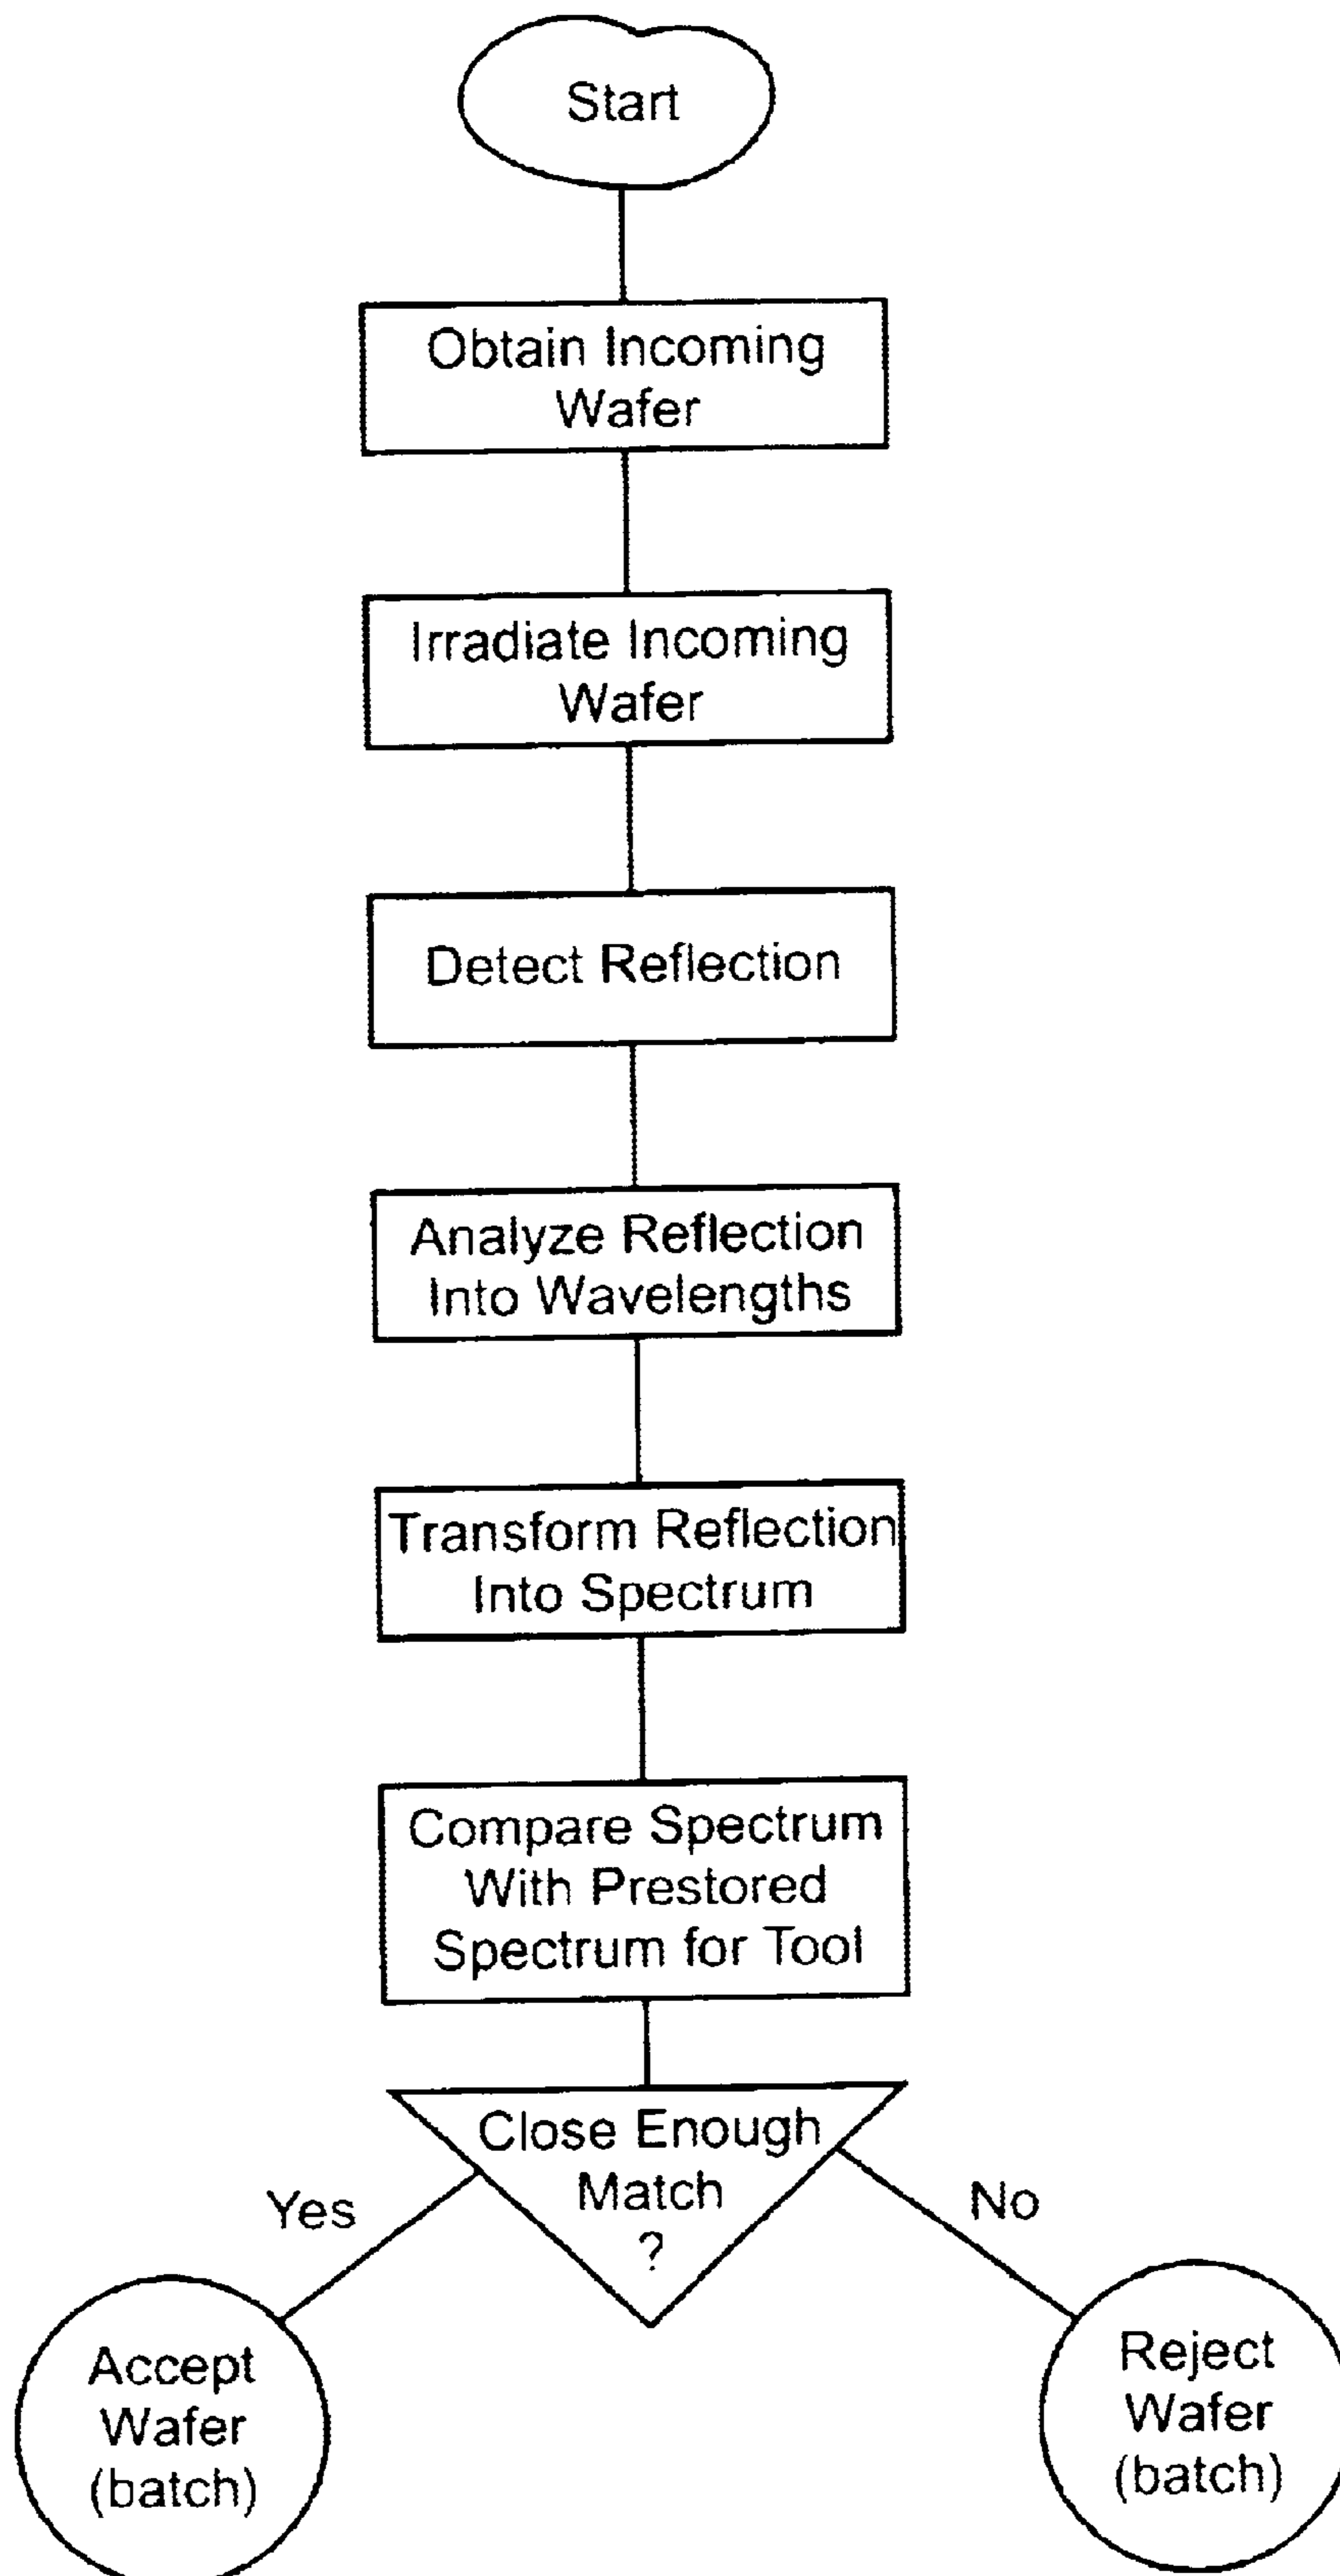 Start
Obtain Incoming
Wafer
Irradiate Incoming
Wafer
Detect Reflection
Analyze Reflection
Into Wavelengths
Transform Reflection
Into Spectrum
Compare Spectrum
With Prestored
Spectrum for Tool
Close Enough
Match
?
Yes
No
Accept
Wafer
(batch)
Reject
Wafer
(batch)